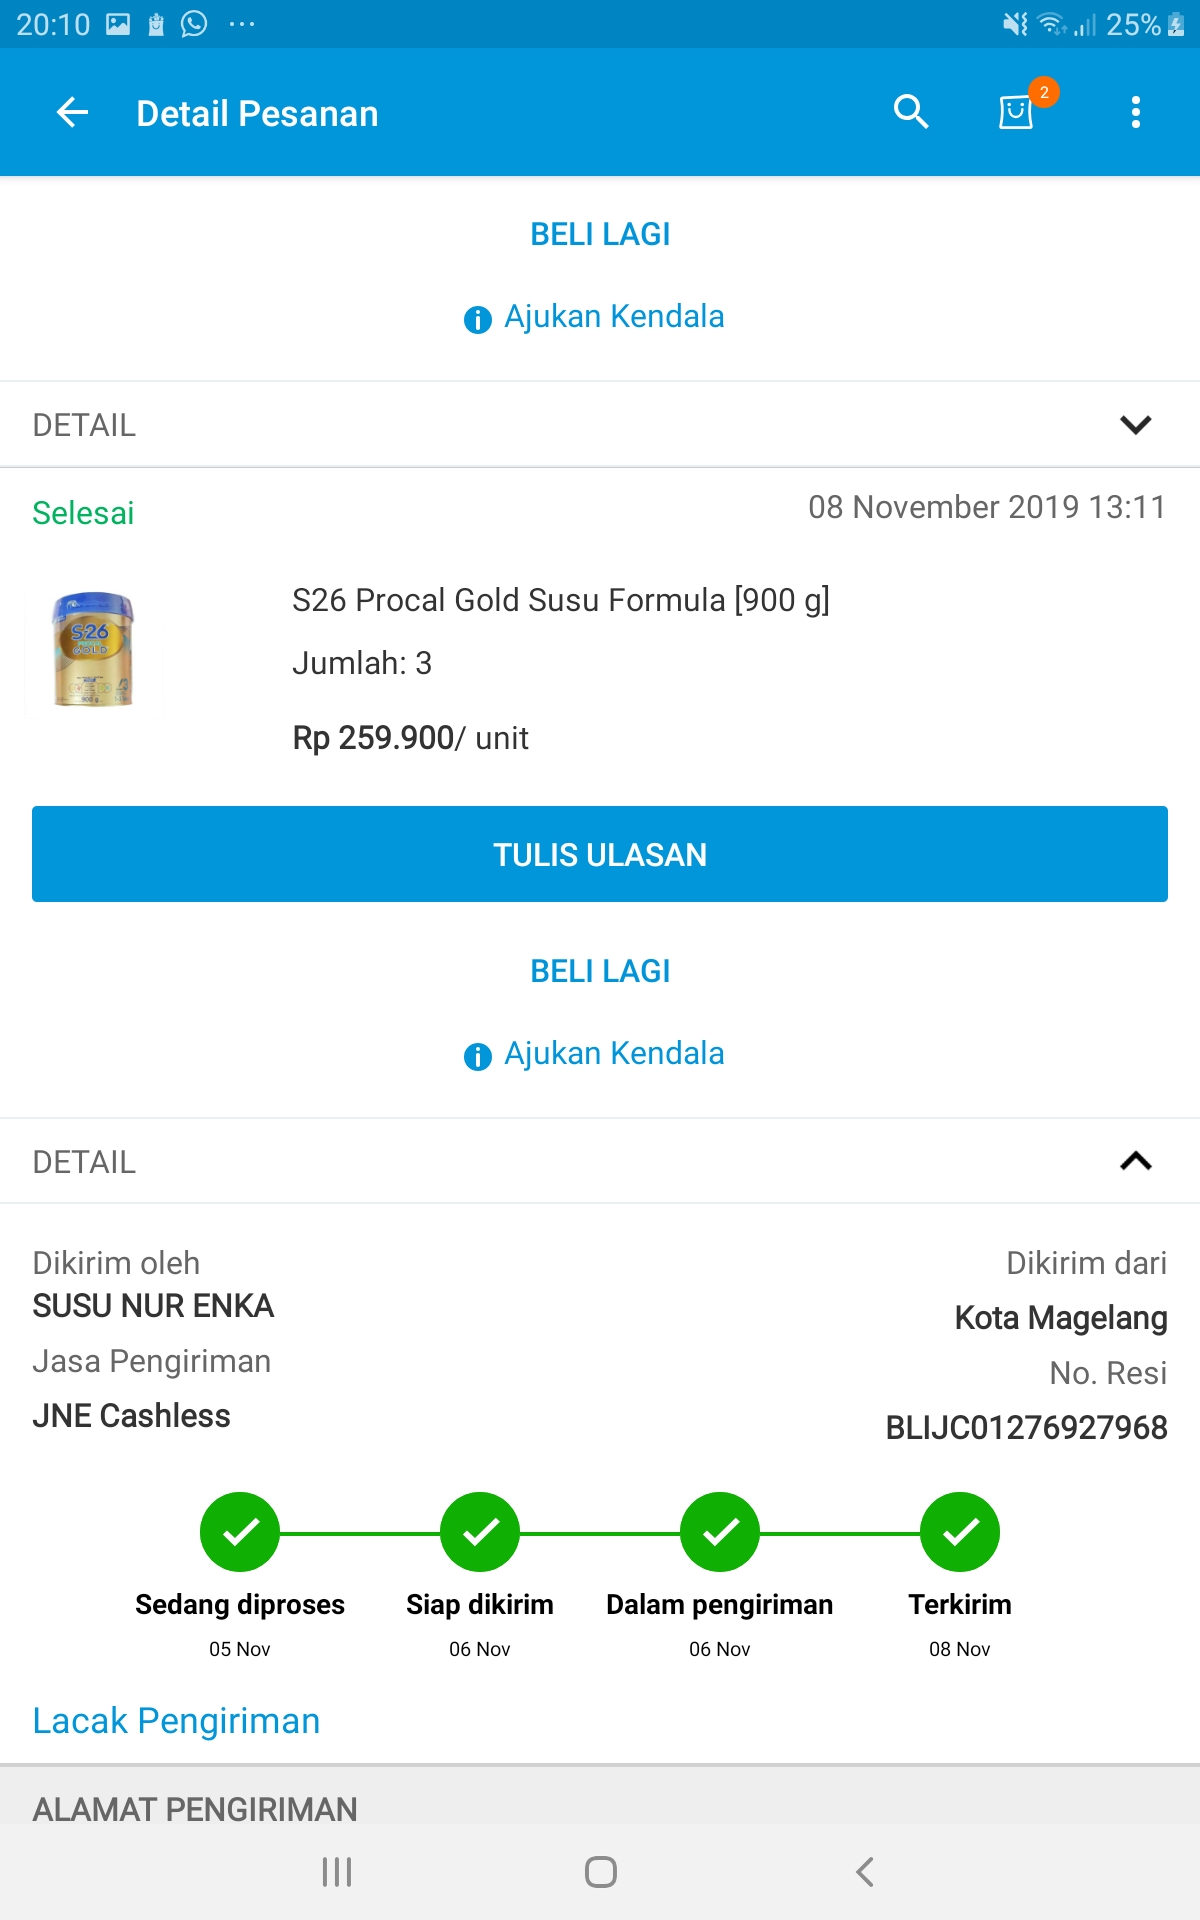 20:10 25%
Detail Pesanan 2
BELI LAGI
Ajukan Kendala
DETAIL
Selesai 08 November 2019 13:11
S26 Procal Gold Susu Formula [900 g]
S-26
GOLD
900 g
Jumlah: 3
Rp 259.900/ unit
TULIS ULASAN
BELI LAGI
Ajukan Kendala
DETAIL
Dikirim oleh Dikirim dari
SUSU NUR ENKA Kota Magelang
Jasa Pengiriman No. Resi
JNE Cashless BLIJC01276927968
Sedang diproses Siap dikirim Dalam pengiriman Terkirim
05 Nov 06 Nov 06 Nov 08 Nov
Lacak Pengiriman
ALAMAT PENGIRIMAN